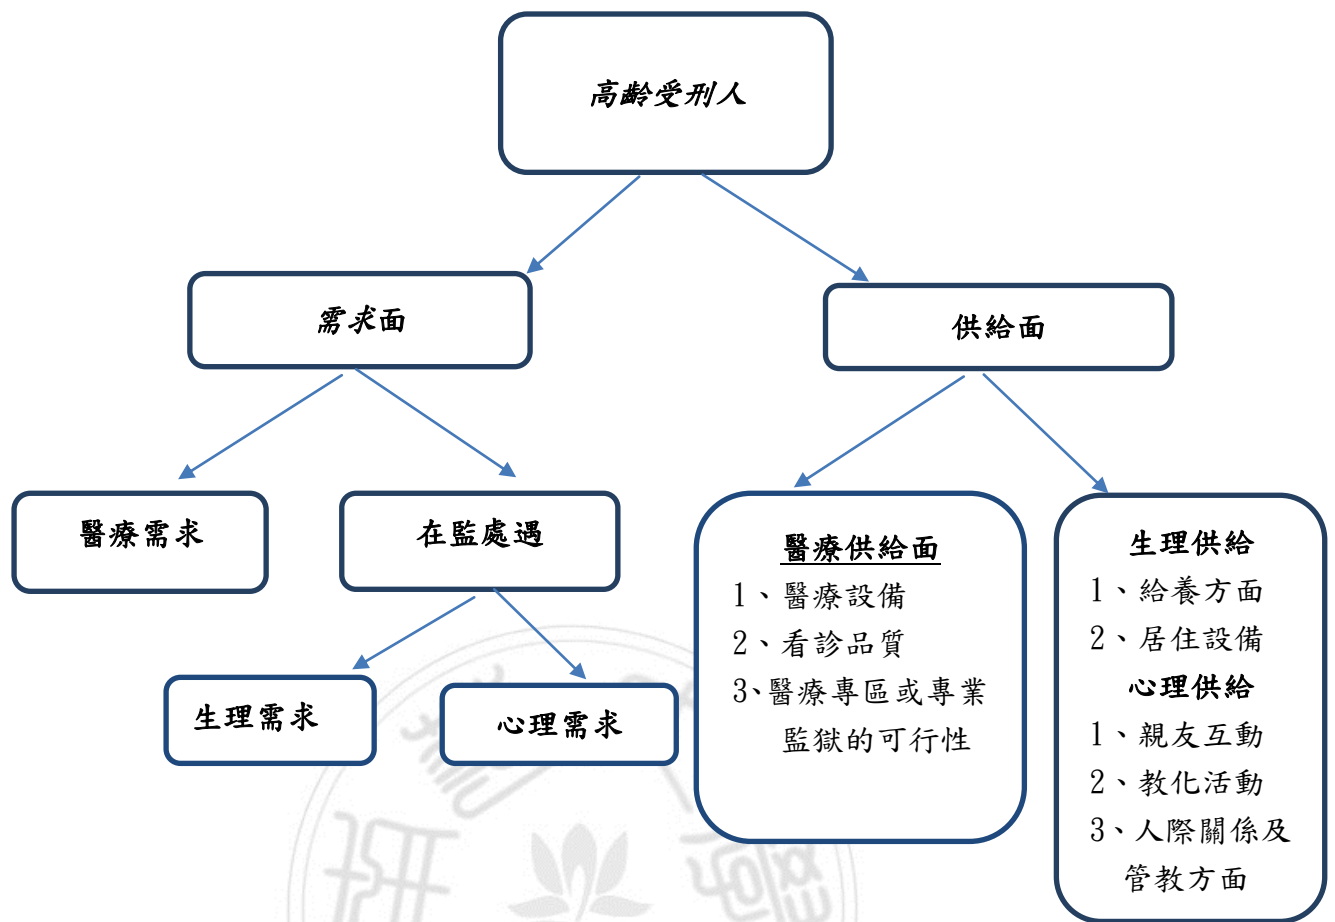 高齡受刑人
需求面
供給面
醫療需求
在監處遇
生理需求
心理需求
醫療供給面
1、醫療設備
2、看診品質
3、醫療專區或專業
監獄的可行性
生理供給
1、給養方面
2、居住設備
心理供給
1、親友互動
2、教化活動
3、人際關係及
管教方面